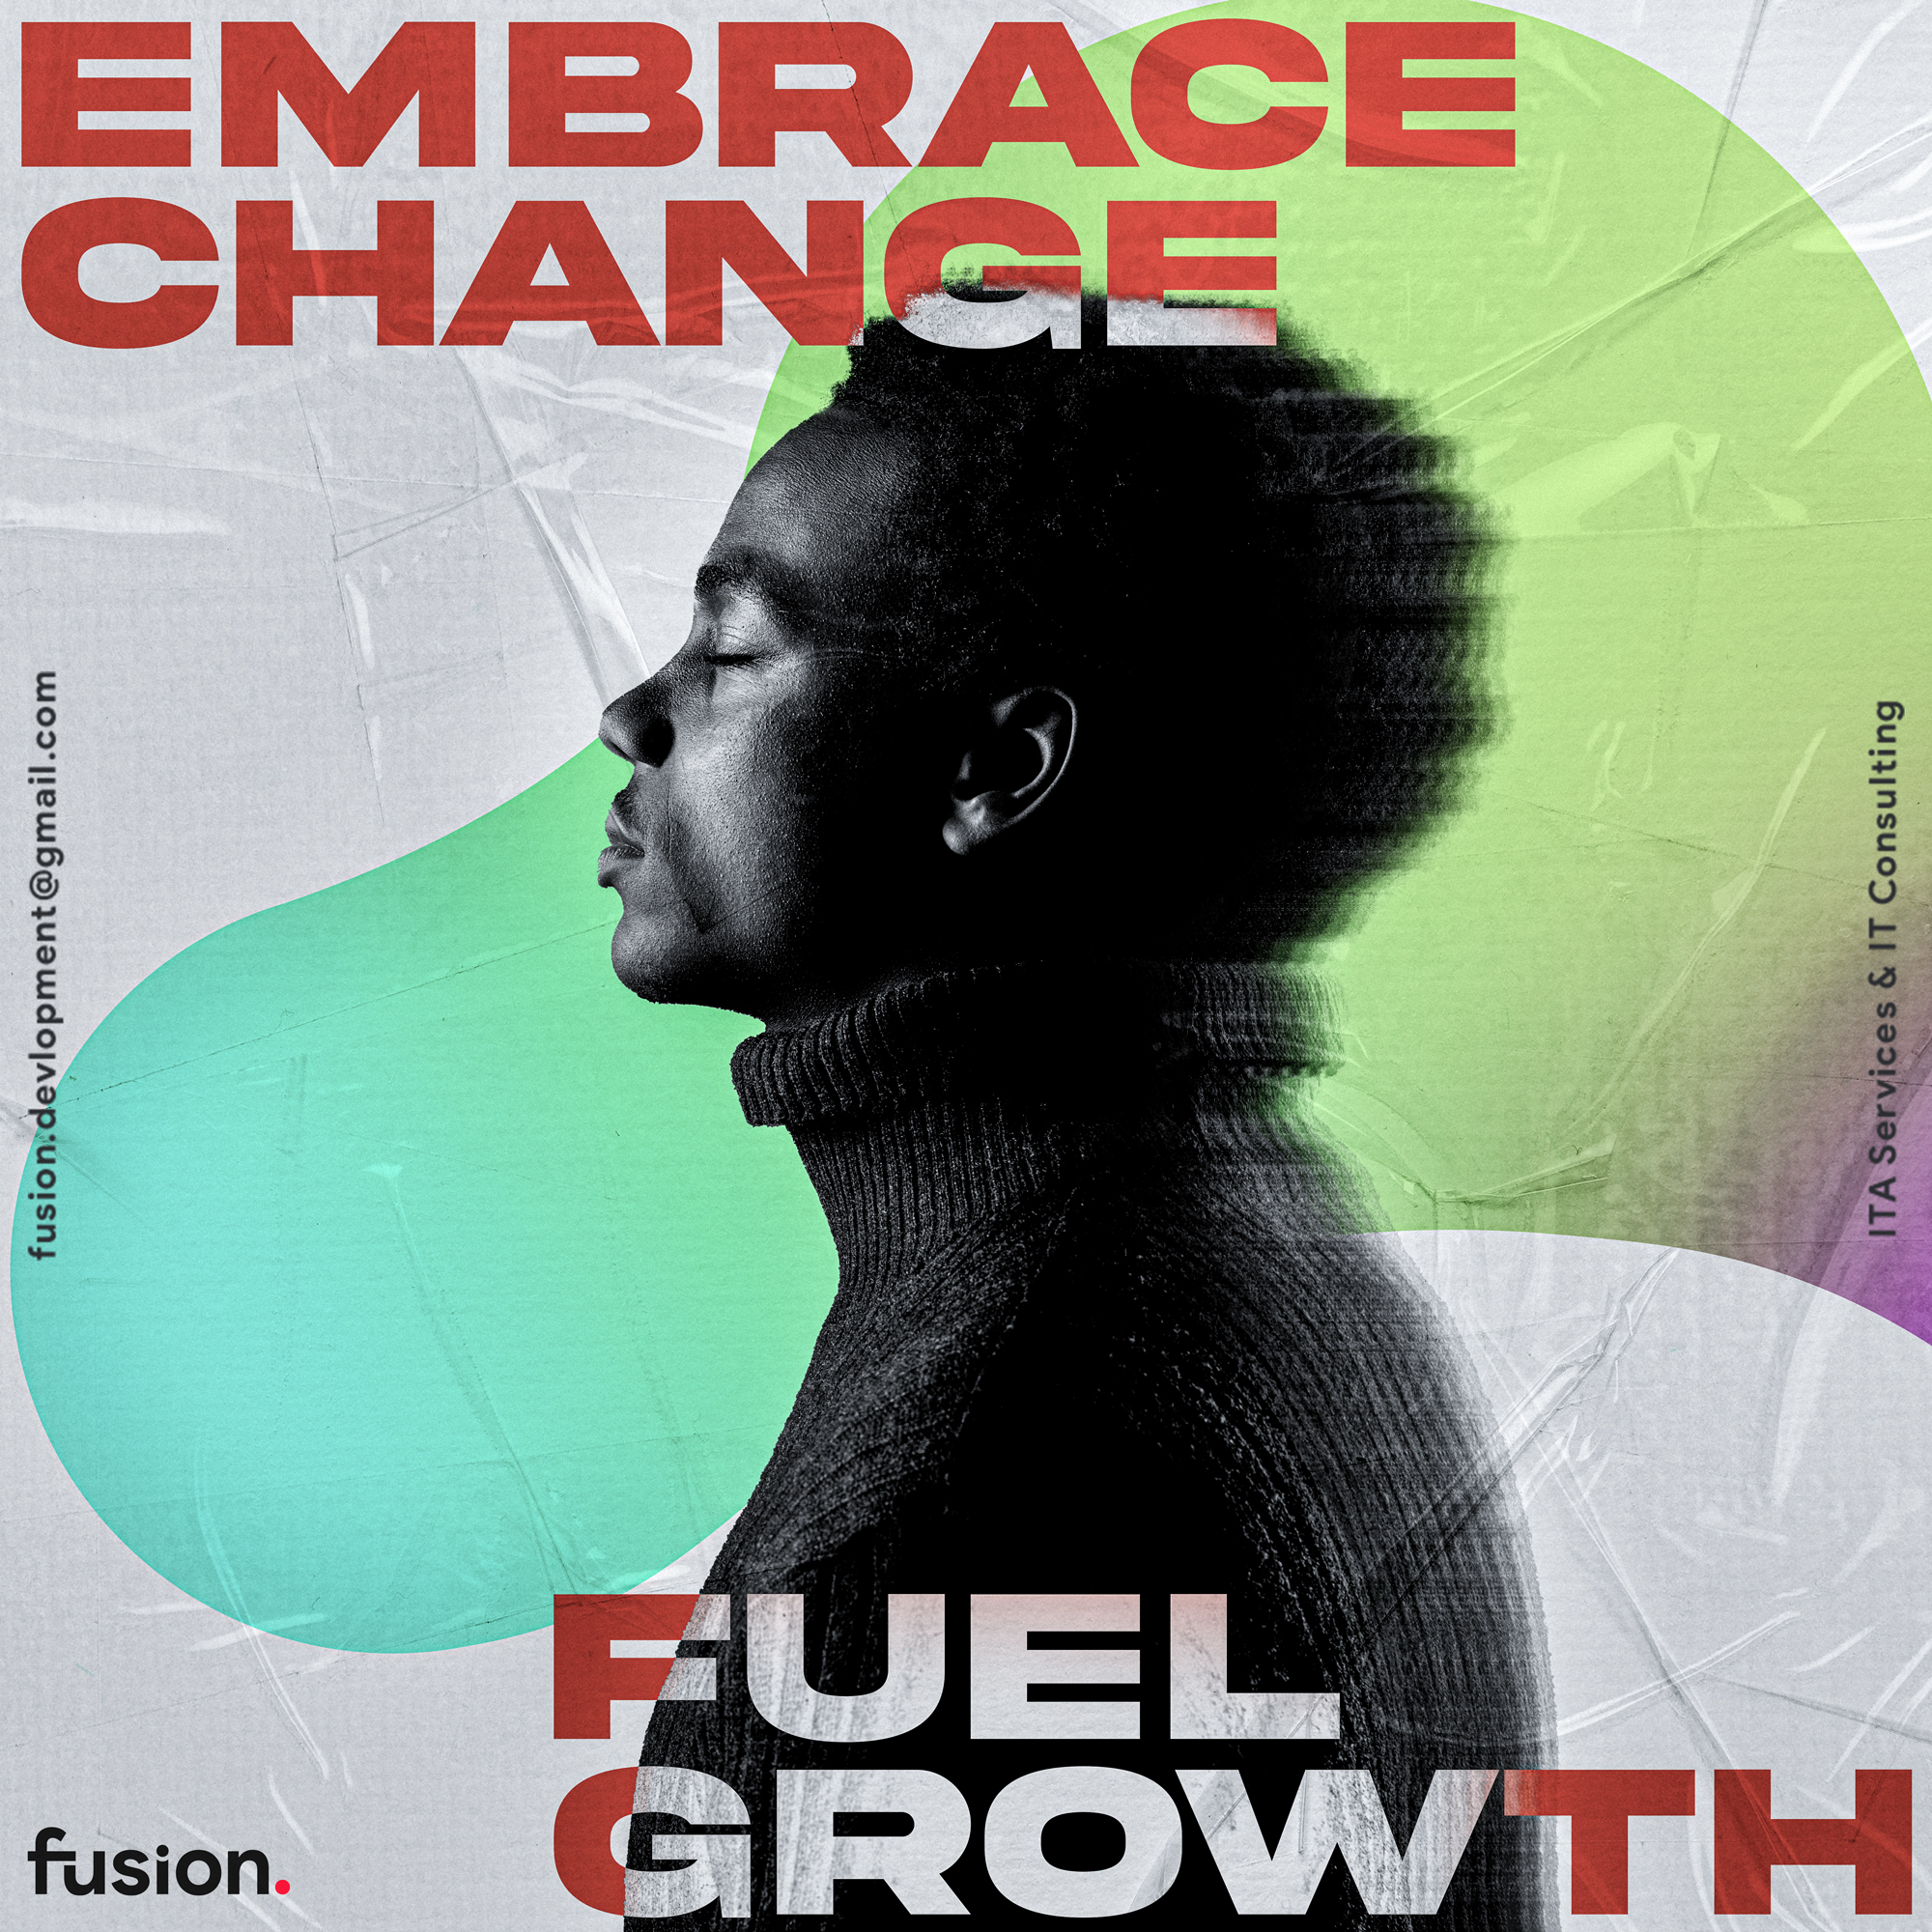 EMBRACE
CHANGE
fusion.devlopment@gmail.com
ITA Services & IT Consulting
FUEL
GROWTH
fusion.